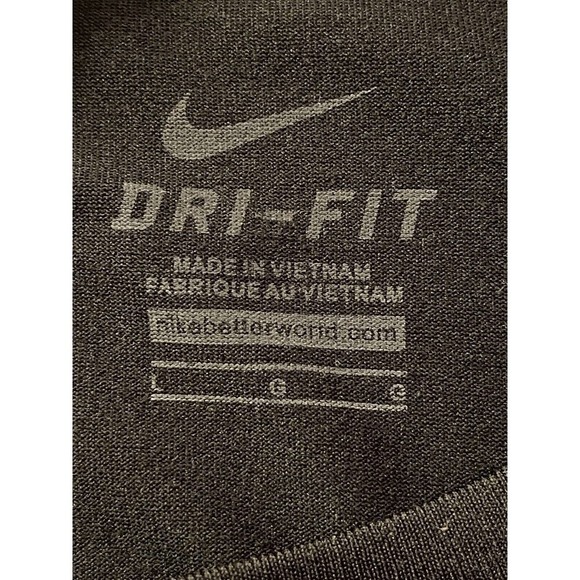 DRI-FIT
MADE IN VIETNAM
FABRIQUE AU VIETNAM
nikebetterworld.com
L G G